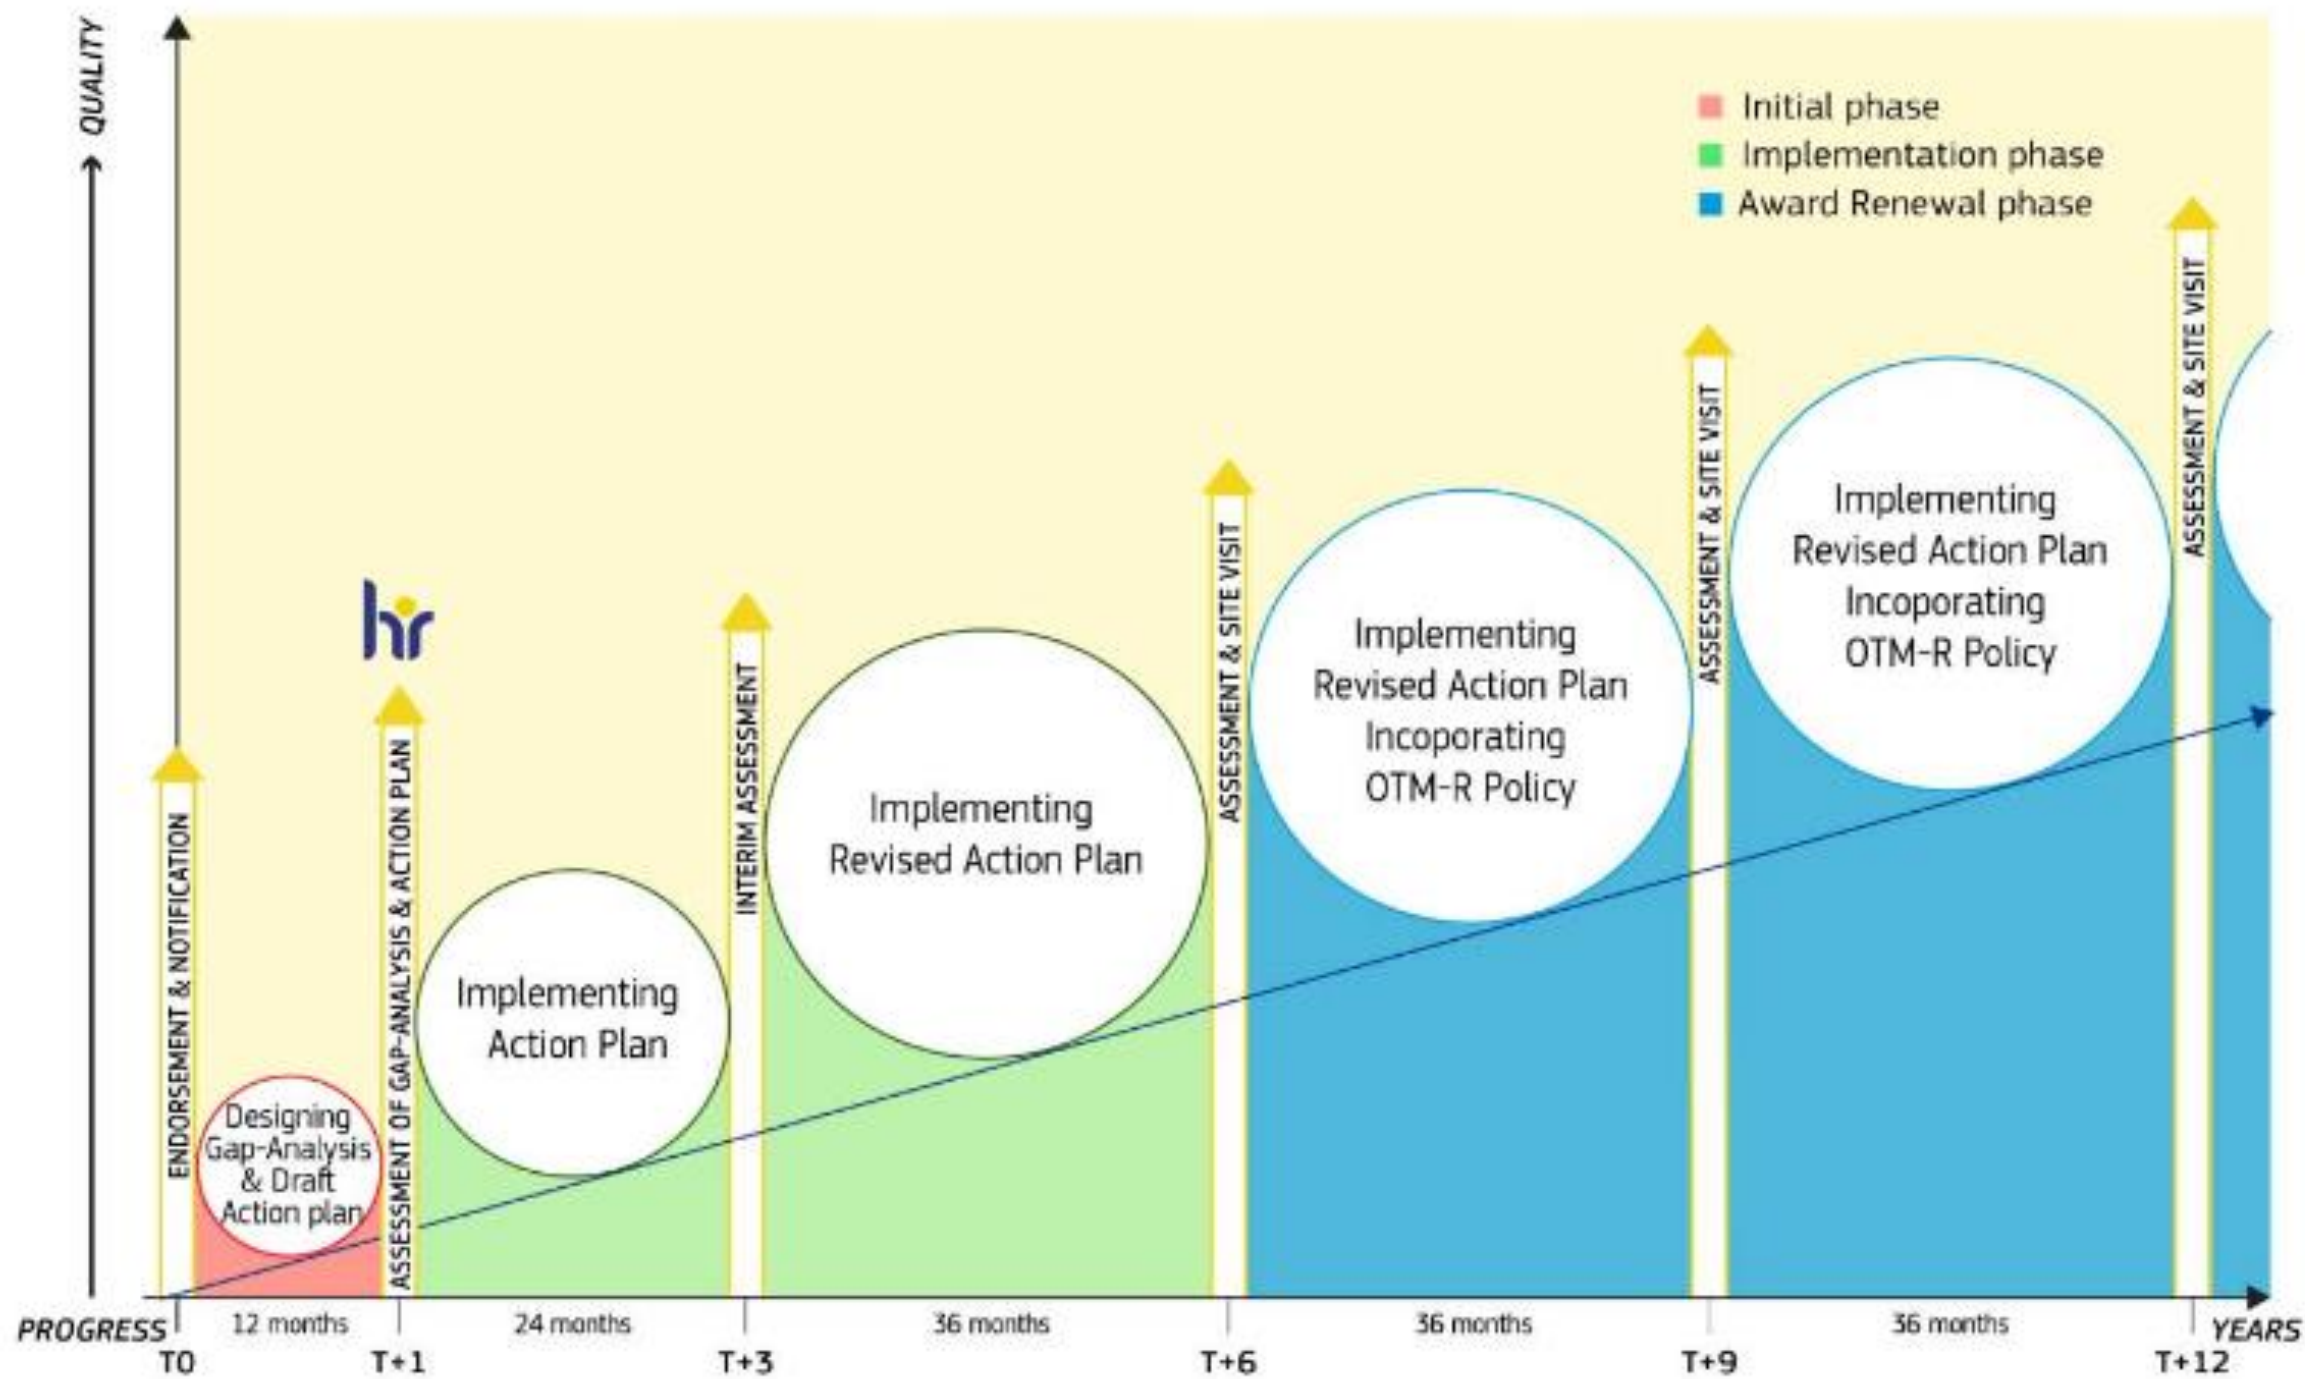 QUALITY
Initial phase
Implementation phase
Award Renewal phase
hr
ENDORSEMENT & NOTIFICATION
Designing
Gap-Analysis
& Draft
Action plan
ASSESSMENT OF GAP-ANALYSIS & ACTION PLAN
Implementing
Action Plan
INTERIM ASSESSMENT
Implementing
Revised Action Plan
ASSESSMENT & SITE VISIT
Implementing
Revised Action Plan
Incoporating
OTM-R Policy
ASSESSMENT & SITE VISIT
Implementing
Revised Action Plan
Incoporating
OTM-R Policy
ASSESSMENT & SITE VISIT
PROGRESS
12 months
24 months
36 months
36 months
36 months
YEARS
T0
T+1
T+3
T+6
T+9
T+12